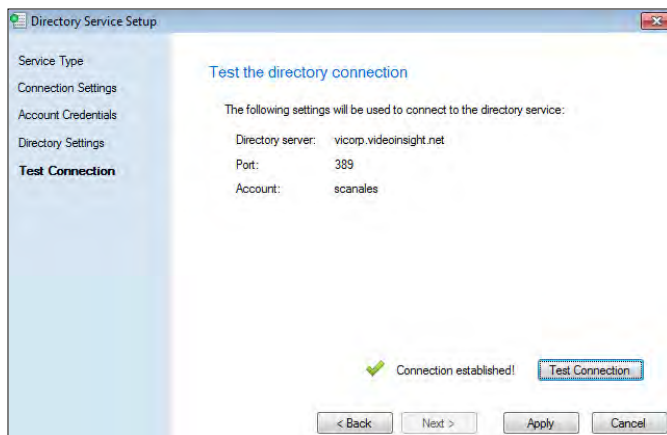 Directory Service Setup
Service Type
Connection Settings
Account Credentials
Directory Settings
Test Connection
Test the directory connection
The following settings will be used to connect to the directory service:
Directory server: vicorp.videoinsight.net
Port: 389
Account: scanales
Connection established! Test Connection
< Back Next > Apply Cancel